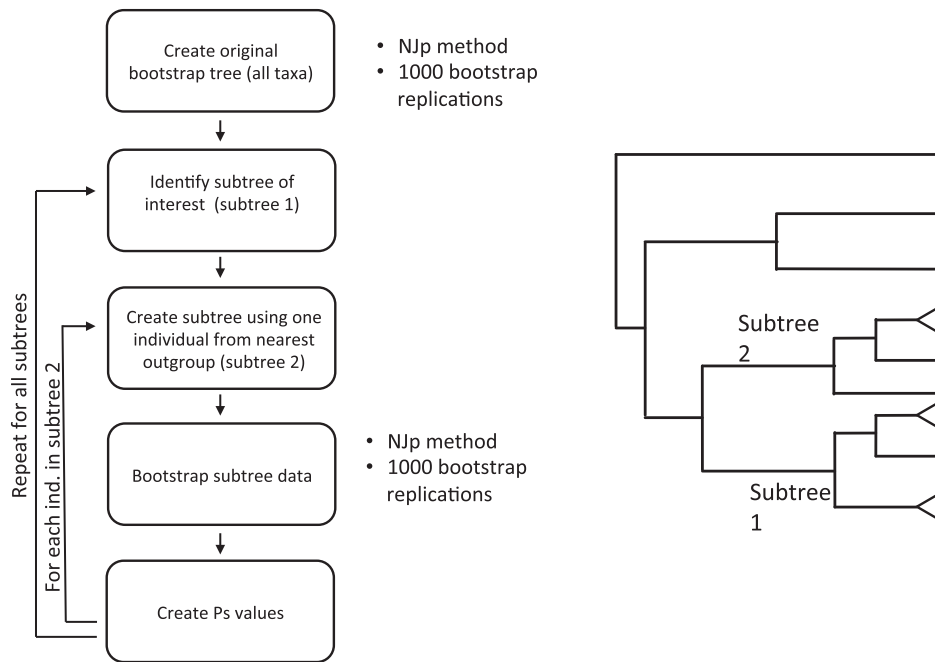 Create original
bootstrap tree (all taxa)
• NJp method
• 1000 bootstrap
replications
Identify subtree of
interest (subtree 1)
Create subtree using one
individual from nearest
outgroup (subtree 2)
Bootstrap subtree data
• NJp method
• 1000 bootstrap
replications
Create Ps values
Repeat for all subtrees
For each ind. in subtree 2
Subtree
2
Subtree
1